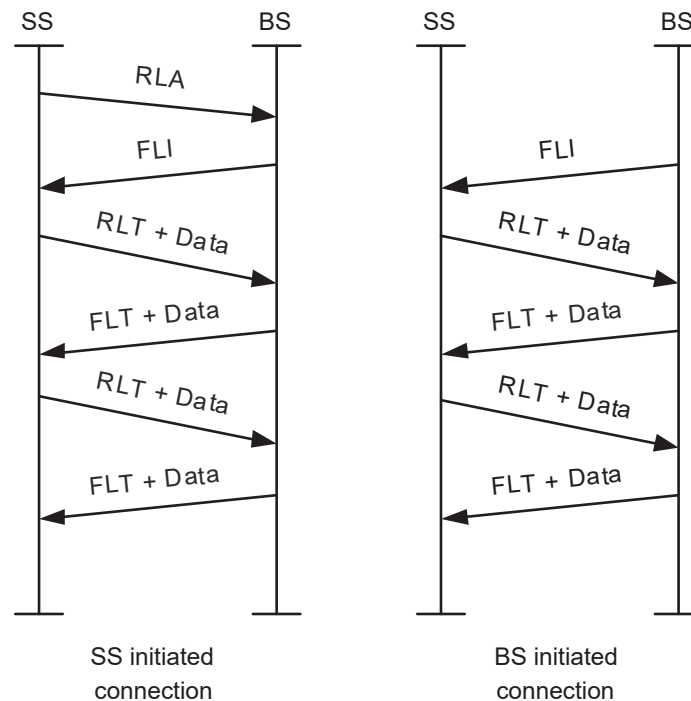 SS
BS
RLA
FLI
RLT + Data
FLT + Data
RLT + Data
FLT + Data
SS initiated
connection
SS
BS
FLI
RLT + Data
FLT + Data
RLT + Data
FLT + Data
BS initiated
connection